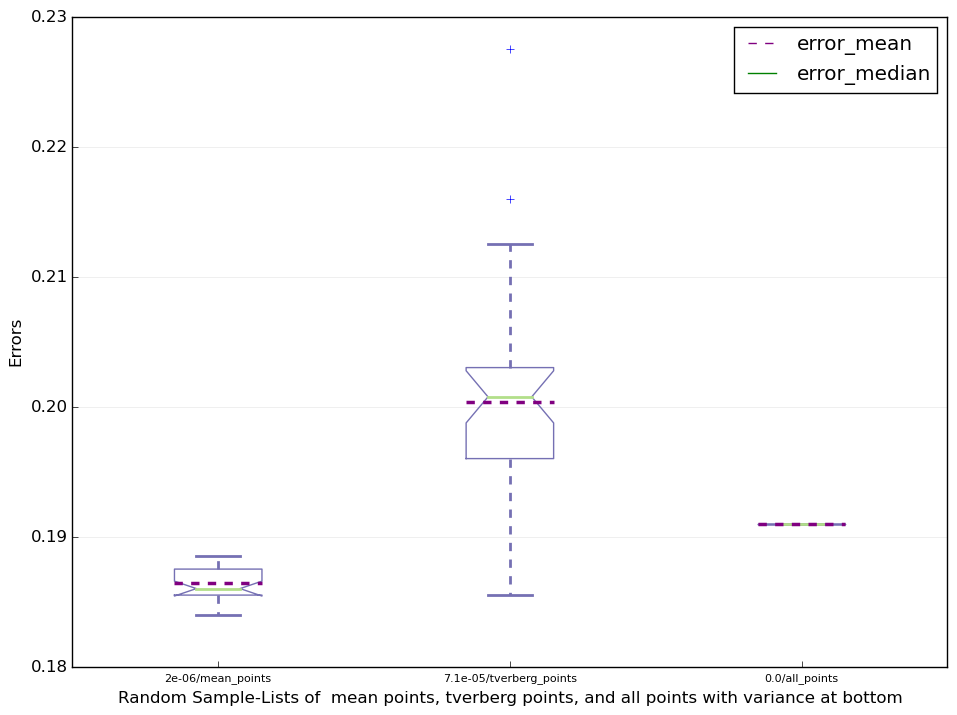 0.23
error_mean
error_median
0.22
0.21
0.20
0.19
0.18
Errors
2e-06/mean_points
7.1e-05/tverberg_points
0.0/all_points
Random Sample-Lists of  mean points, tverberg points, and all points with variance at bottom